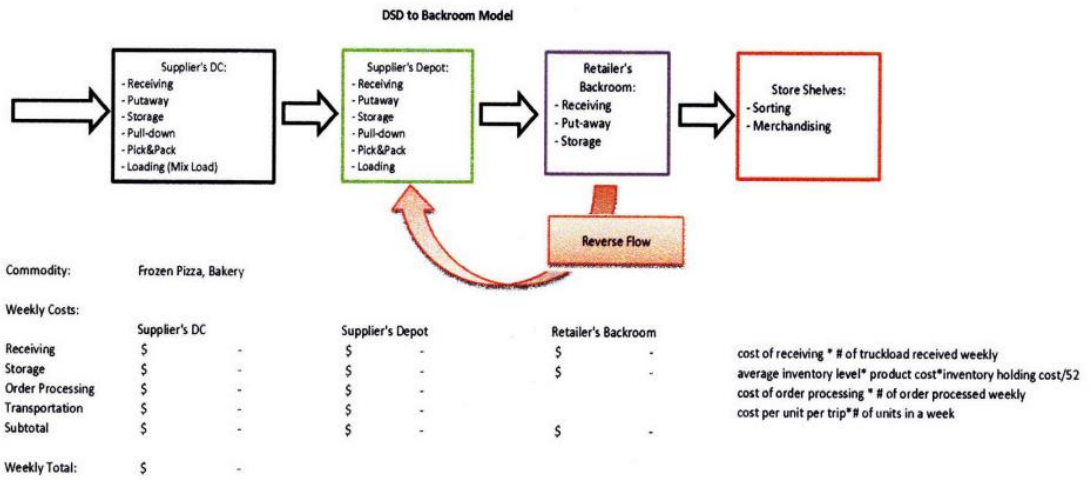 DSD to Backroom Model
Supplier's DC:
- Receiving
- Putaway
- Storage
- Pull-down
- Pick&Pack
- Loading (Mix Load)
Supplier's Depot:
- Receiving
- Putaway
- Storage
- Pull-down
- Pick&Pack
- Loading
Retailer's
Backroom:
- Receiving
- Put-away
- Storage
Store Shelves:
- Sorting
- Merchandising
Reverse Flow
Commodity: Frozen Pizza, Bakery
Weekly Costs:
Supplier's DC Supplier's Depot Retailer's Backroom
Receiving $ - $ - $ - cost of receiving * # of truckload received weekly
Storage $ - $ - $ - average inventory level* product cost*inventory holding cost/52
Order Processing $ - $ - cost of order processing * # of order processed weekly
Transportation $ - $ - cost per unit per trip*# of units in a week
Subtotal $ - $ - $ -
Weekly Total: $ -